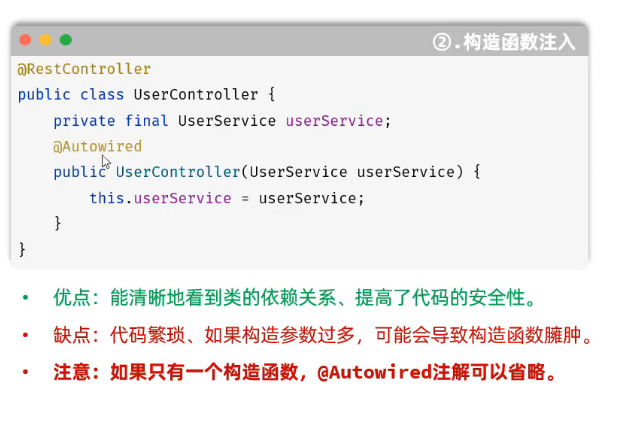 ②.构造函数注入
@RestController
public class UserController {
    private final UserService userService;
    @Autowired
    public UserController(UserService userService) {
        this.userService = userService;
    }
}
• 优点：能清晰地看到类的依赖关系、提高了代码的安全性。
• 缺点：代码繁琐、如果构造参数过多，可能会导致构造函数臃肿。
• 注意：如果只有一个构造函数，@Autowired注解可以省略。